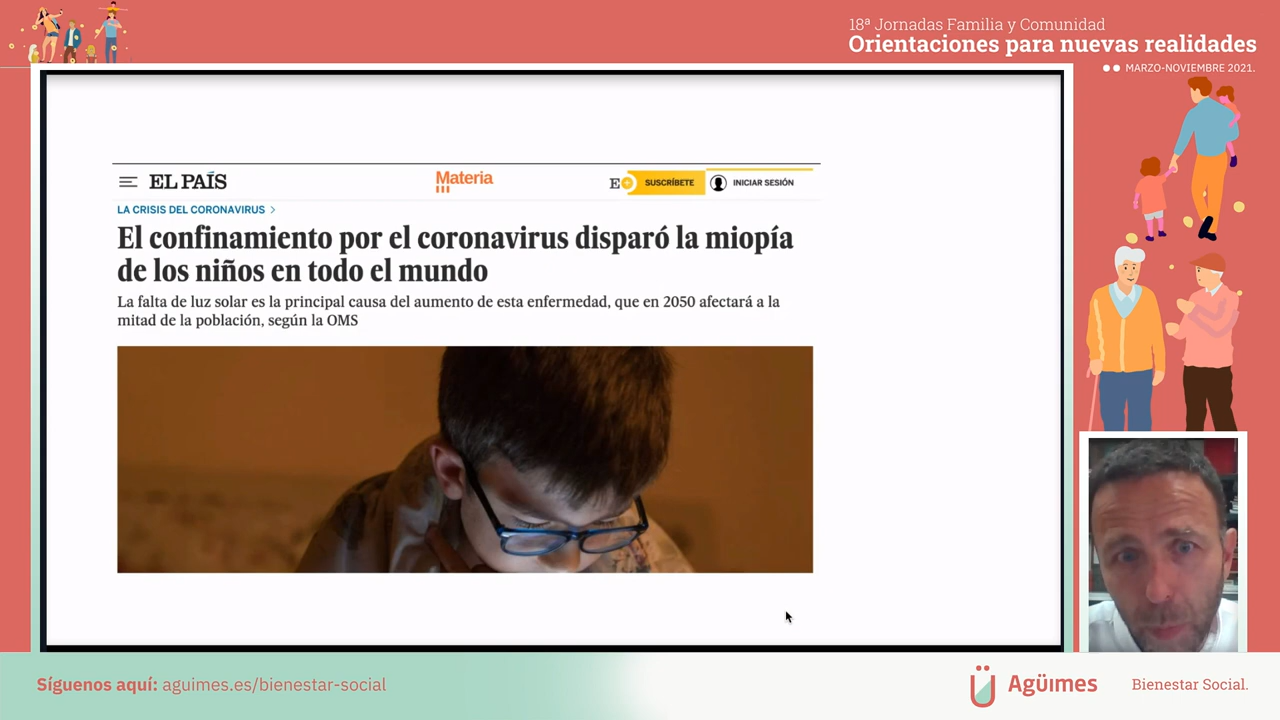 18ª Jornadas Familia y Comunidad
Orientaciones para nuevas realidades
MARZO-NOVIEMBRE 2021.
EL PAÍS
Materia
E
SUSCRÍBETE
INICIAR SESIÓN
LA CRISIS DEL CORONAVIRUS
El confinamiento por el coronavirus disparó la miopía
de los niños en todo el mundo
La falta de luz solar es la principal causa del aumento de esta enfermedad, que en 2050 afectará a la
mitad de la población, según la OMS
Síguenos aquí: aguimes.es/bienestar-social
Agüimes
Bienestar Social.